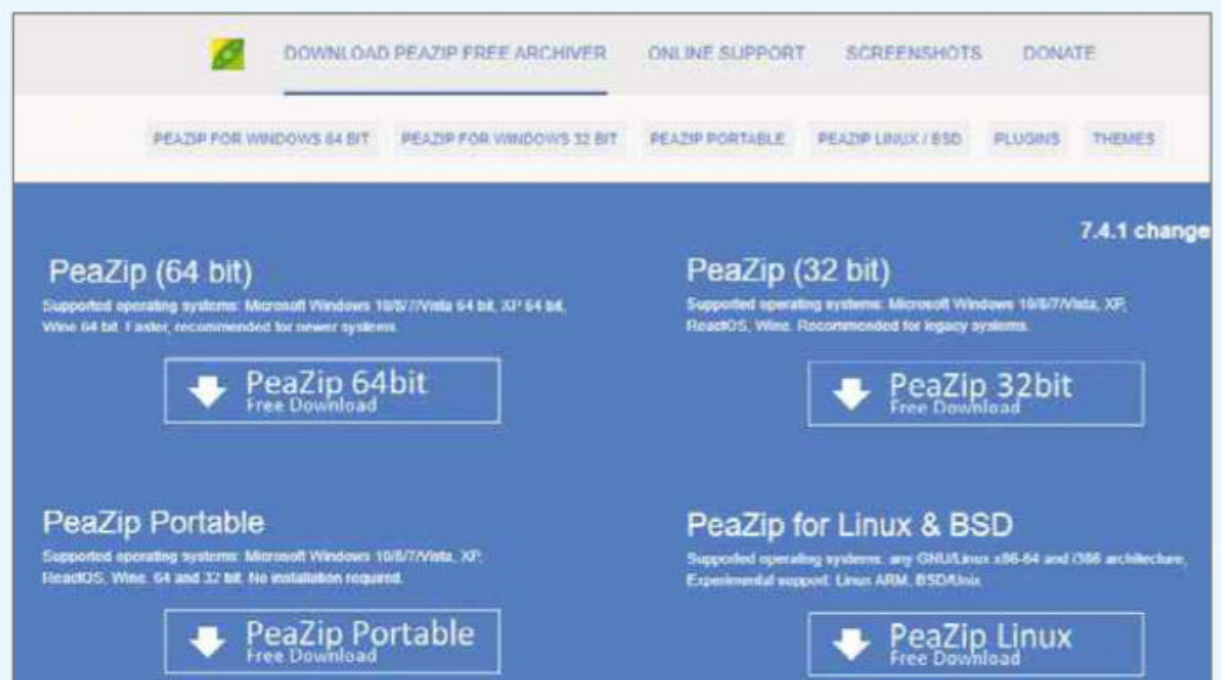 DOWNLOAD PEAZIP FREE ARCHIVER ONLINE SUPPORT SCREENSHOTS DONATE
PEAZIP FOR WINDOWS 64 BIT PEAZIP FOR WINDOWS 32 BIT PEAZIP PORTABLE PEAZIP LINUX / BSD PLUGINS THEMES
7.4.1 change
PeaZip (64 bit)
Supported operating systems: Microsoft Windows 10/8/7/Vista 64 bit, XP 64 bit,
Wine 64 bit. Faster, recommended for newer systems
PeaZip 64bit
Free Download
PeaZip (32 bit)
Supported operating systems: Microsoft Windows 10/8/7/Vista, XP,
ReactOS, Wine. Recommended for legacy systems.
PeaZip 32bit
Free Download
PeaZip Portable
Supported operating systems: Microsoft Windows 10/8/7/Vista, XP,
ReactOS, Wine. 64 and 32 bit. No installation required.
PeaZip Portable
Free Download
PeaZip for Linux & BSD
Supported operating systems: any GNU/Linux x86-64 and i386 architecture,
Experimental support: Linux ARM, BSD/Unix
PeaZip Linux
Free Download